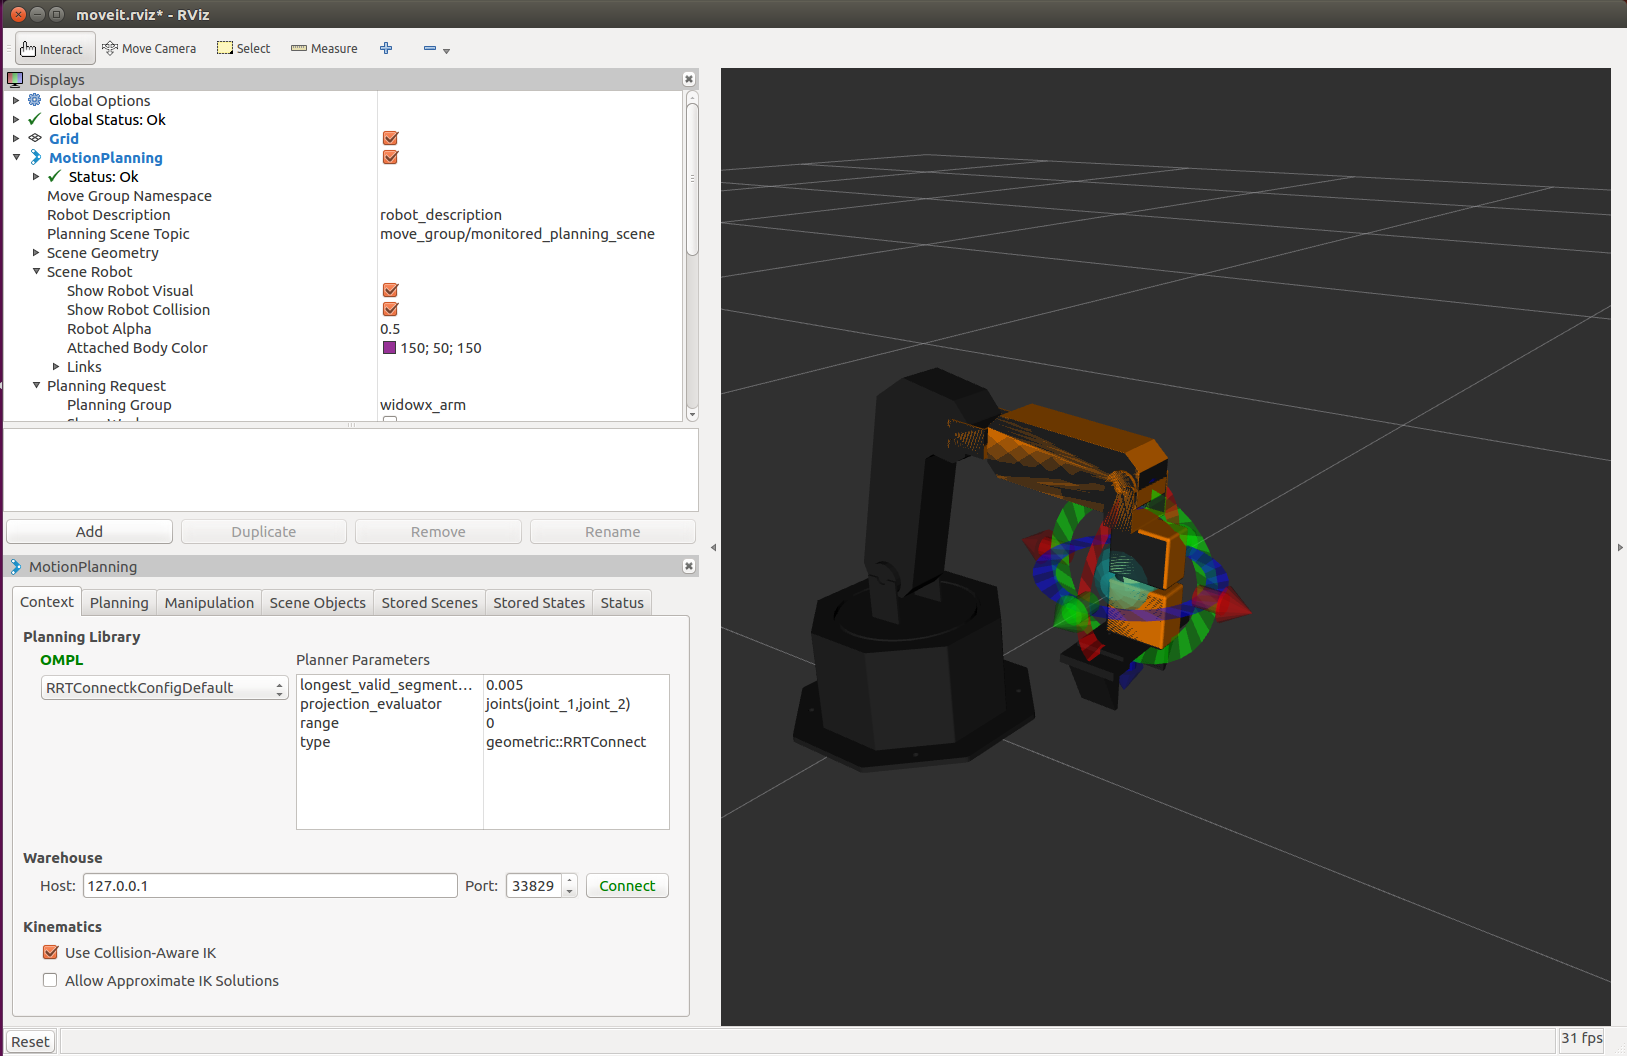 moveit.rviz* - RViz
Interact Move Camera Select Measure
Displays
Global Options
Global Status: Ok
Grid
MotionPlanning
Status: Ok
Move Group Namespace
Robot Description robot_description
Planning Scene Topic move_group/monitored_planning_scene
Scene Geometry
Scene Robot
Show Robot Visual
Show Robot Collision
Robot Alpha 0.5
Attached Body Color 150; 50; 150
Links
Planning Request
Planning Group widowx_arm
Add Duplicate Remove Rename
MotionPlanning
Context Planning Manipulation Scene Objects Stored Scenes Stored States Status
Planning Library
OMPL Planner Parameters
RRTConnectkConfigDefault
longest_valid_segment... 0.005
projection_evaluator joints(joint_1,joint_2)
range 0
type geometric::RRTConnect
Warehouse
Host: 127.0.0.1 Port: 33829 Connect
Kinematics
Use Collision-Aware IK
Allow Approximate IK Solutions
Reset 31 fps